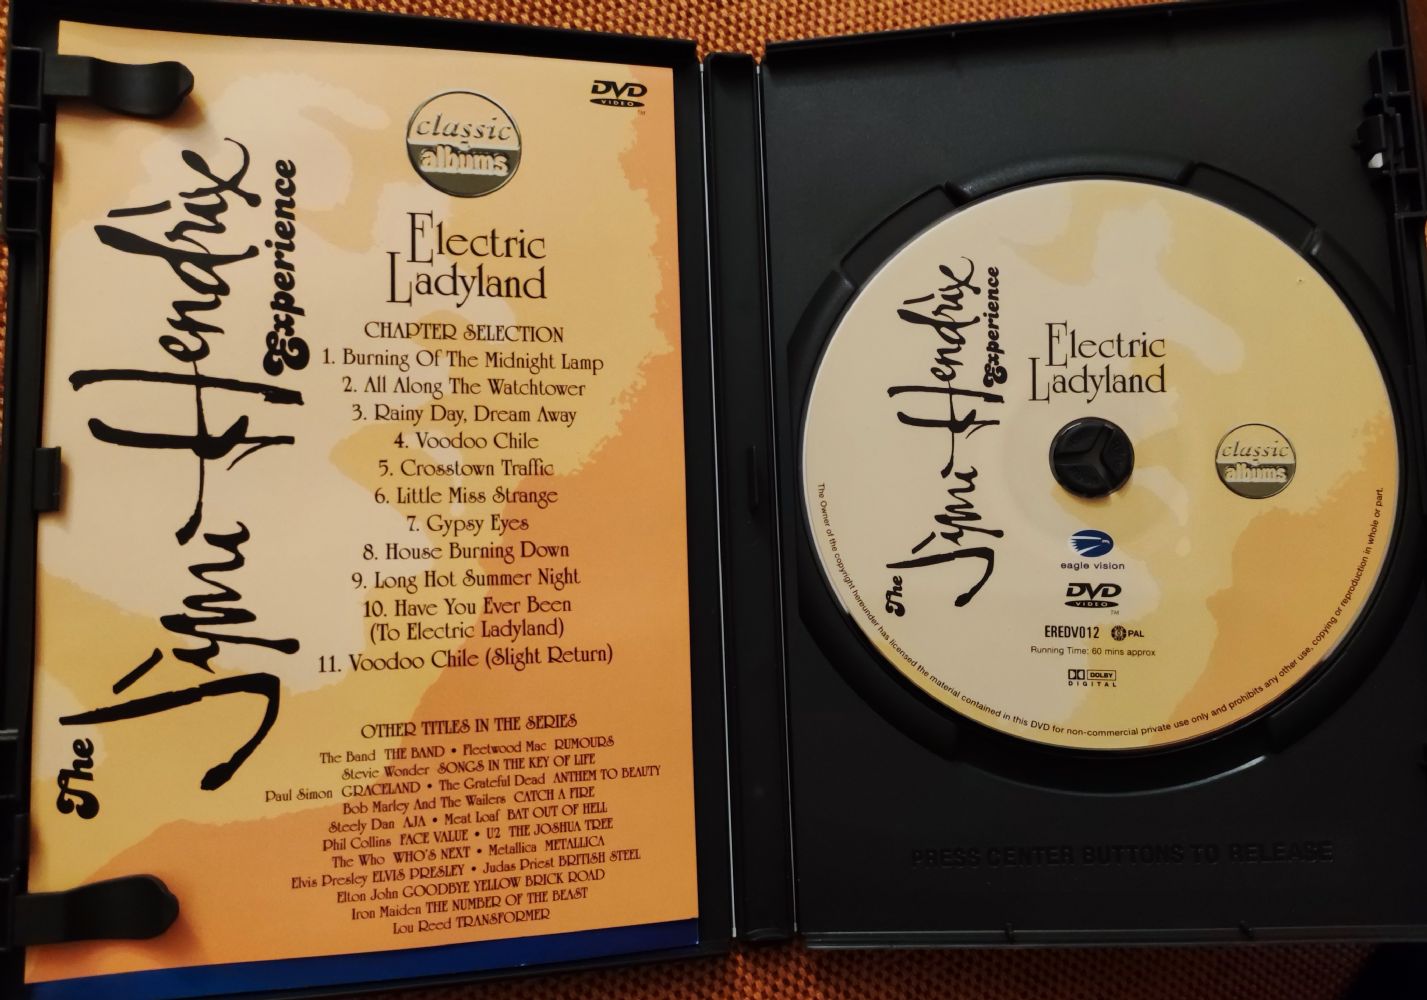 DVD
VIDEO
TM
classic
albums
The Jimi Hendrix
Experience
Electric
Ladyland
CHAPTER SELECTION
1. Burning Of The Midnight Lamp
2. All Along The Watchtower
3. Rainy Day, Dream Away
4. Voodoo Chile
5. Crosstown Traffic
6. Little Miss Strange
7. Gypsy Eyes
8. House Burning Down
9. Long Hot Summer Night
10. Have You Ever Been
(To Electric Ladyland)
11. Voodoo Chile (Slight Return)
OTHER TITLES IN THE SERIES
The Band THE BAND • Fleetwood Mac RUMOURS
Stevie Wonder SONGS IN THE KEY OF LIFE
Paul Simon GRACELAND • The Grateful Dead ANTHEM TO BEAUTY
Bob Marley And The Wailers CATCH A FIRE
Steely Dan AJA • Meat Loaf BAT OUT OF HELL
Phil Collins FACE VALUE • U2 THE JOSHUA TREE
The Who WHO'S NEXT • Metallica METALLICA
Elvis Presley ELVIS PRESLEY • Judas Priest BRITISH STEEL
Elton John GOODBYE YELLOW BRICK ROAD
Iron Maiden THE NUMBER OF THE BEAST
Lou Reed TRANSFORMER
The Jimi Hendrix
Experience
Electric
Ladyland
classic
albums
eagle vision
DVD
VIDEO
TM
EREDV012 PAL
Running Time: 60 mins approx
DOLBY
DIGITAL
The Owner of the copyright hereunder has licensed the material contained in this DVD for non-commercial private use only and prohibits any other use, copying or reproduction in whole or part.
PRESS CENTER BUTTONS TO RELEASE